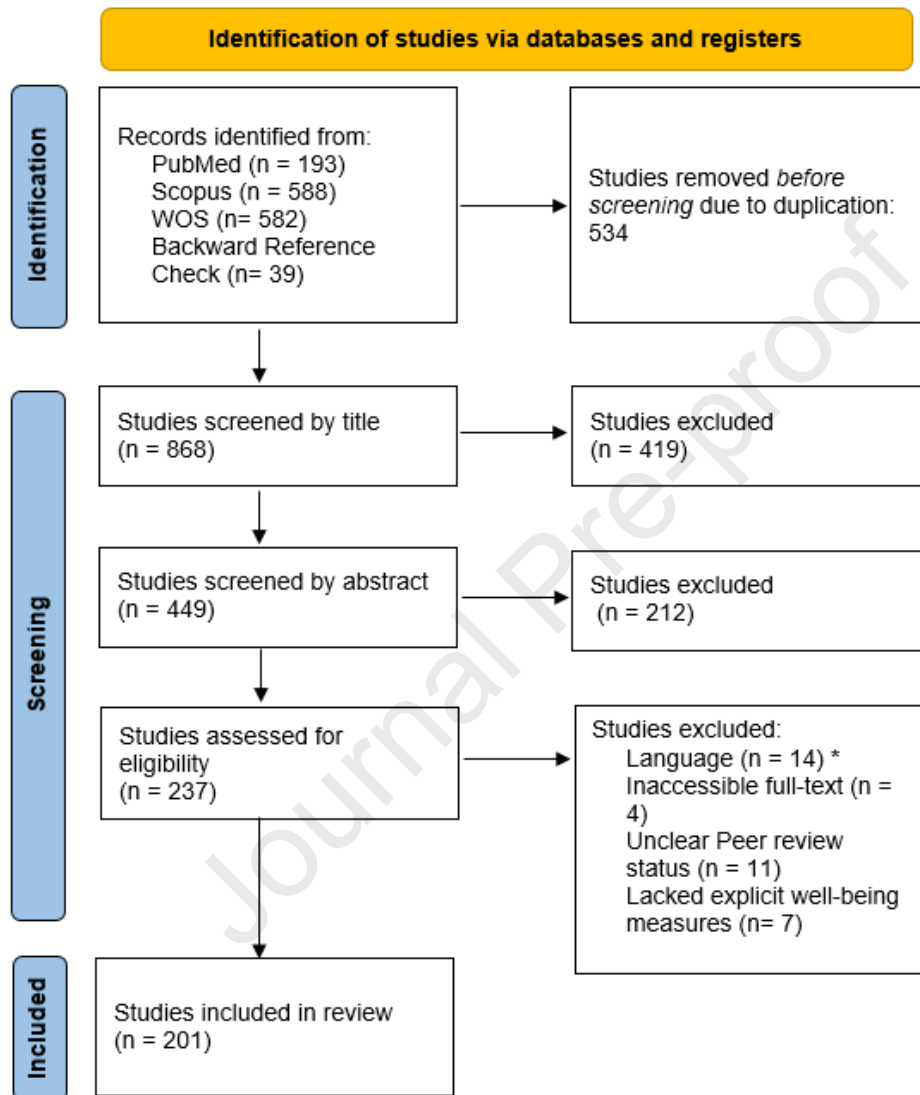 Identification of studies via databases and registers
Identification
Records identified from:
PubMed (n = 193)
Scopus (n = 588)
WOS (n= 582)
Backward Reference
Check (n= 39)
Studies removed before
screening due to duplication:
534
Screening
Studies screened by title
(n = 868)
Studies excluded
(n = 419)
Studies screened by abstract
(n = 449)
Studies excluded
(n = 212)
Studies assessed for
eligibility
(n = 237)
Studies excluded:
Language (n = 14) *
Inaccessible full-text (n =
4)
Unclear Peer review
status (n = 11)
Lacked explicit well-being
measures (n= 7)
Included
Studies included in review
(n = 201)
Journal Pre-proof